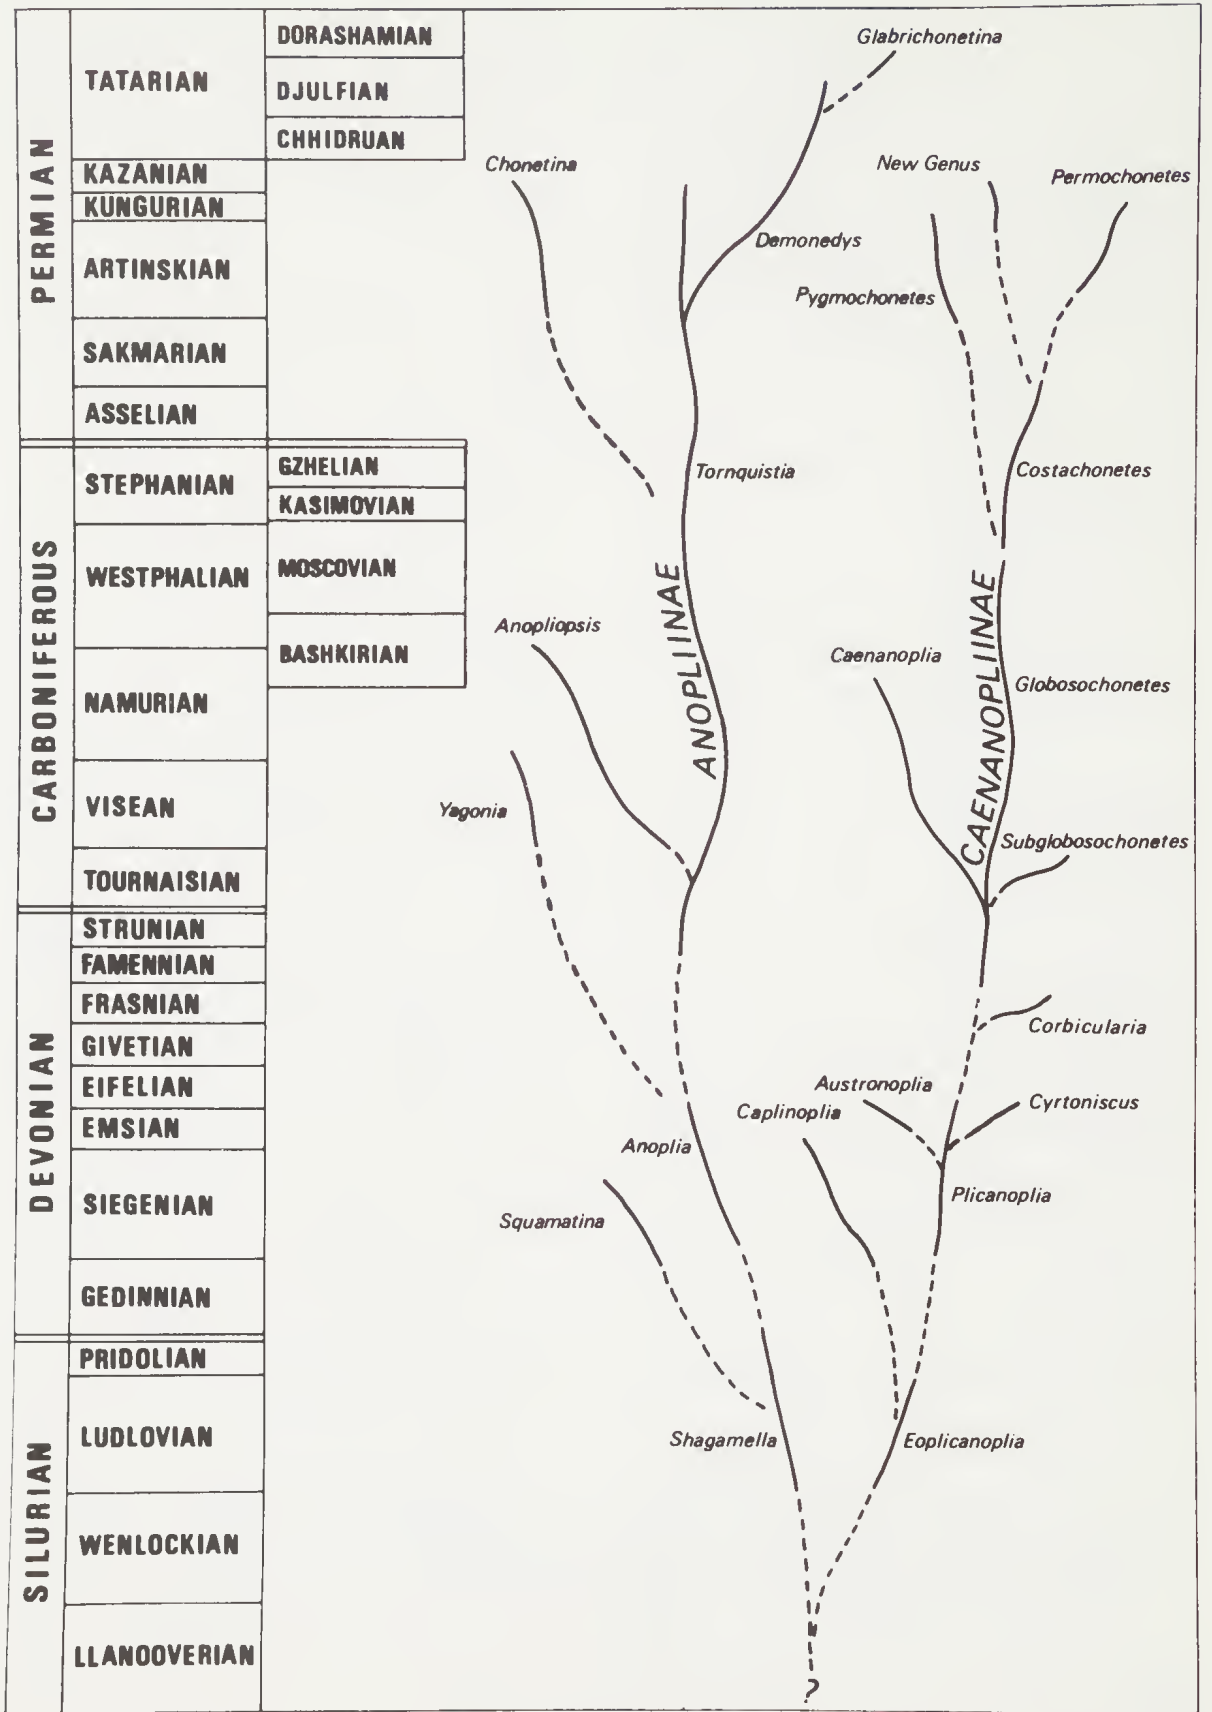 PERMIAN
TATARIAN
DORASHAMIAN
DJULFIAN
CHHIDRUAN
KAZANIAN
KUNGURIAN
ARTINSKIAN
SAKMARIAN
ASSELIAN
CARBONIFEROUS
STEPHANIAN
GZHELIAN
KASIMOVIAN
WESTPHALIAN
MOSCOVIAN
BASHKIRIAN
NAMURIAN
VISEAN
TOURNAISIAN
DEVONIAN
STRUNIAN
FAMENNIAN
FRASNIAN
GIVETIAN
EIFELIAN
EMSIAN
SIEGENIAN
GEDINNIAN
SILURIAN
PRIDOLIAN
LUDLOVIAN
WENLOCKIAN
LLANOOVERIAN
Glabrichonetina
Chonetina
New Genus
Permochonetes
Demonedys
Pygmochonetes
Tornquistia
Costachonetes
ANOPLIINAE
CAENANOPLIINAE
Anopliopsis
Caenanoplia
Globosochonetes
Yagonia
Subglobosochonetes
Corbicularia
Austronoplia
Caplinoplia
Cyrtoniscus
Anoplia
Plicanoplia
Squamatina
Shagamella
Eoplicanoplia
?